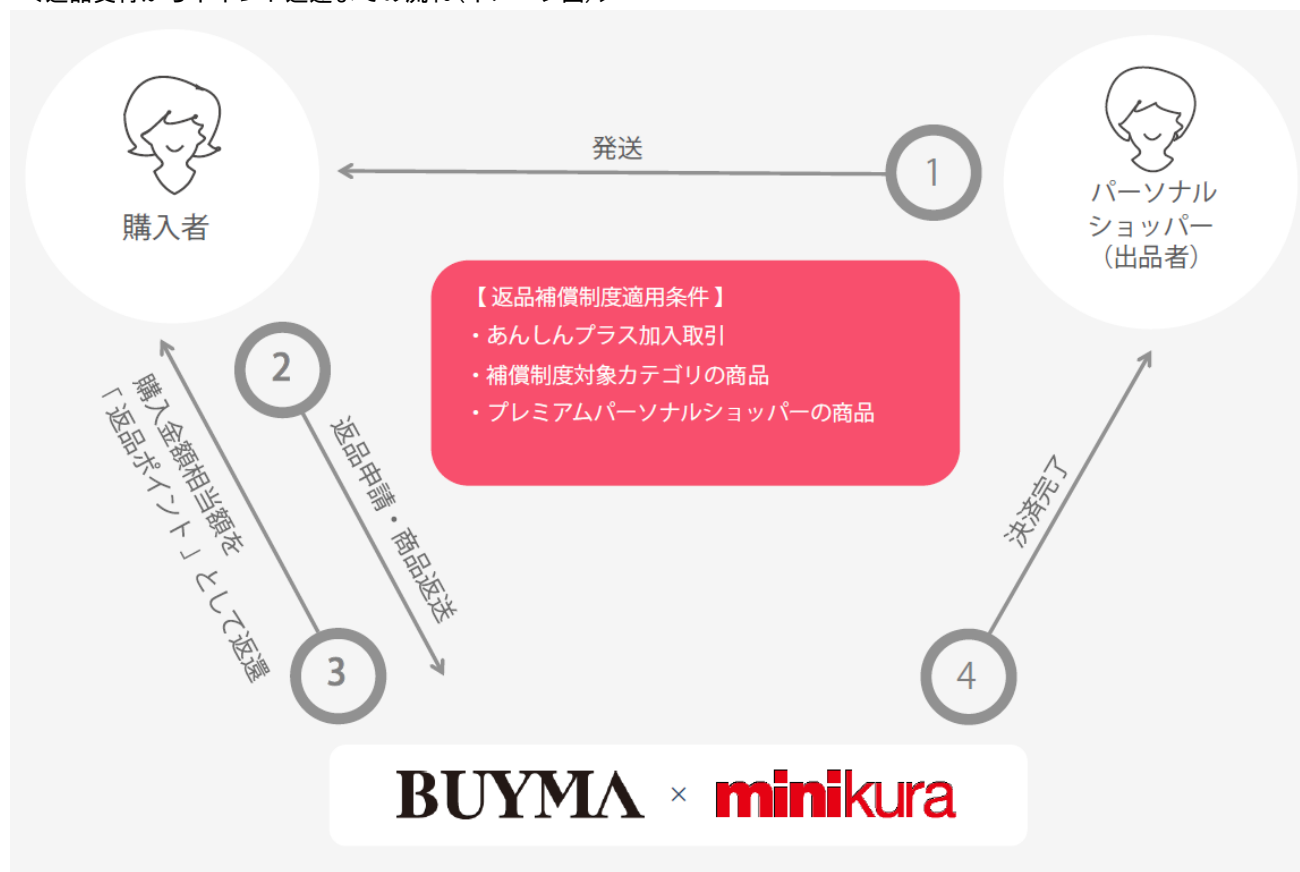 発送
1
購入者
パーソナル
ショッパー
（出品者）
【 返品補償制度適用条件 】
・あんしんプラス加入取引
・補償制度対象カテゴリの商品
・プレミアムパーソナルショッパーの商品
2
返品申請・商品返送
購入金額相当額を
「返品ポイント」として返還
3
決済完了
4
BUYMA × minikura